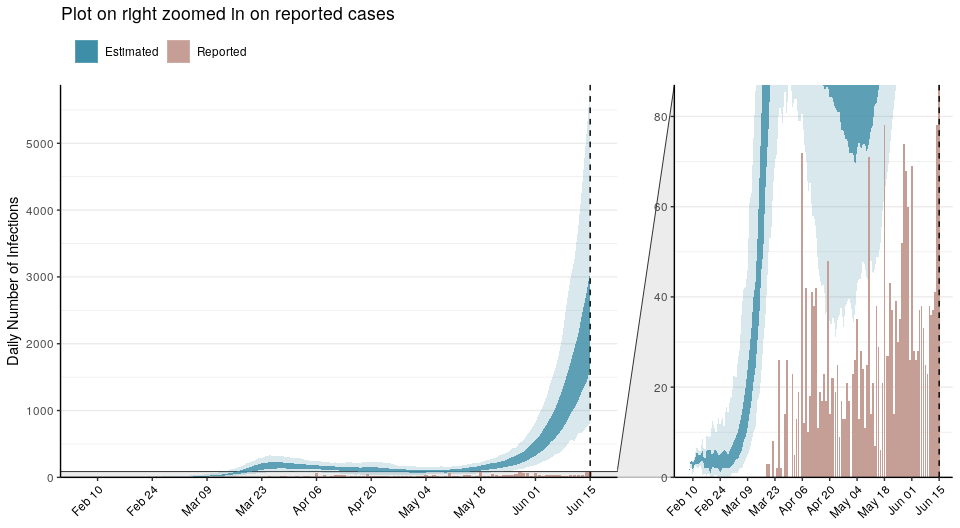 Plot on right zoomed in on reported cases
Estimated Reported
Daily Number of Infections
5000
4000
3000
2000
1000
0
Feb 10 Feb 24 Mar 09 Mar 23 Apr 06 Apr 20 May 04 May 18 Jun 01 Jun 15
80
60
40
20
0
Feb 10 Feb 24 Mar 09 Mar 23 Apr 06 Apr 20 May 04 May 18 Jun 01 Jun 15